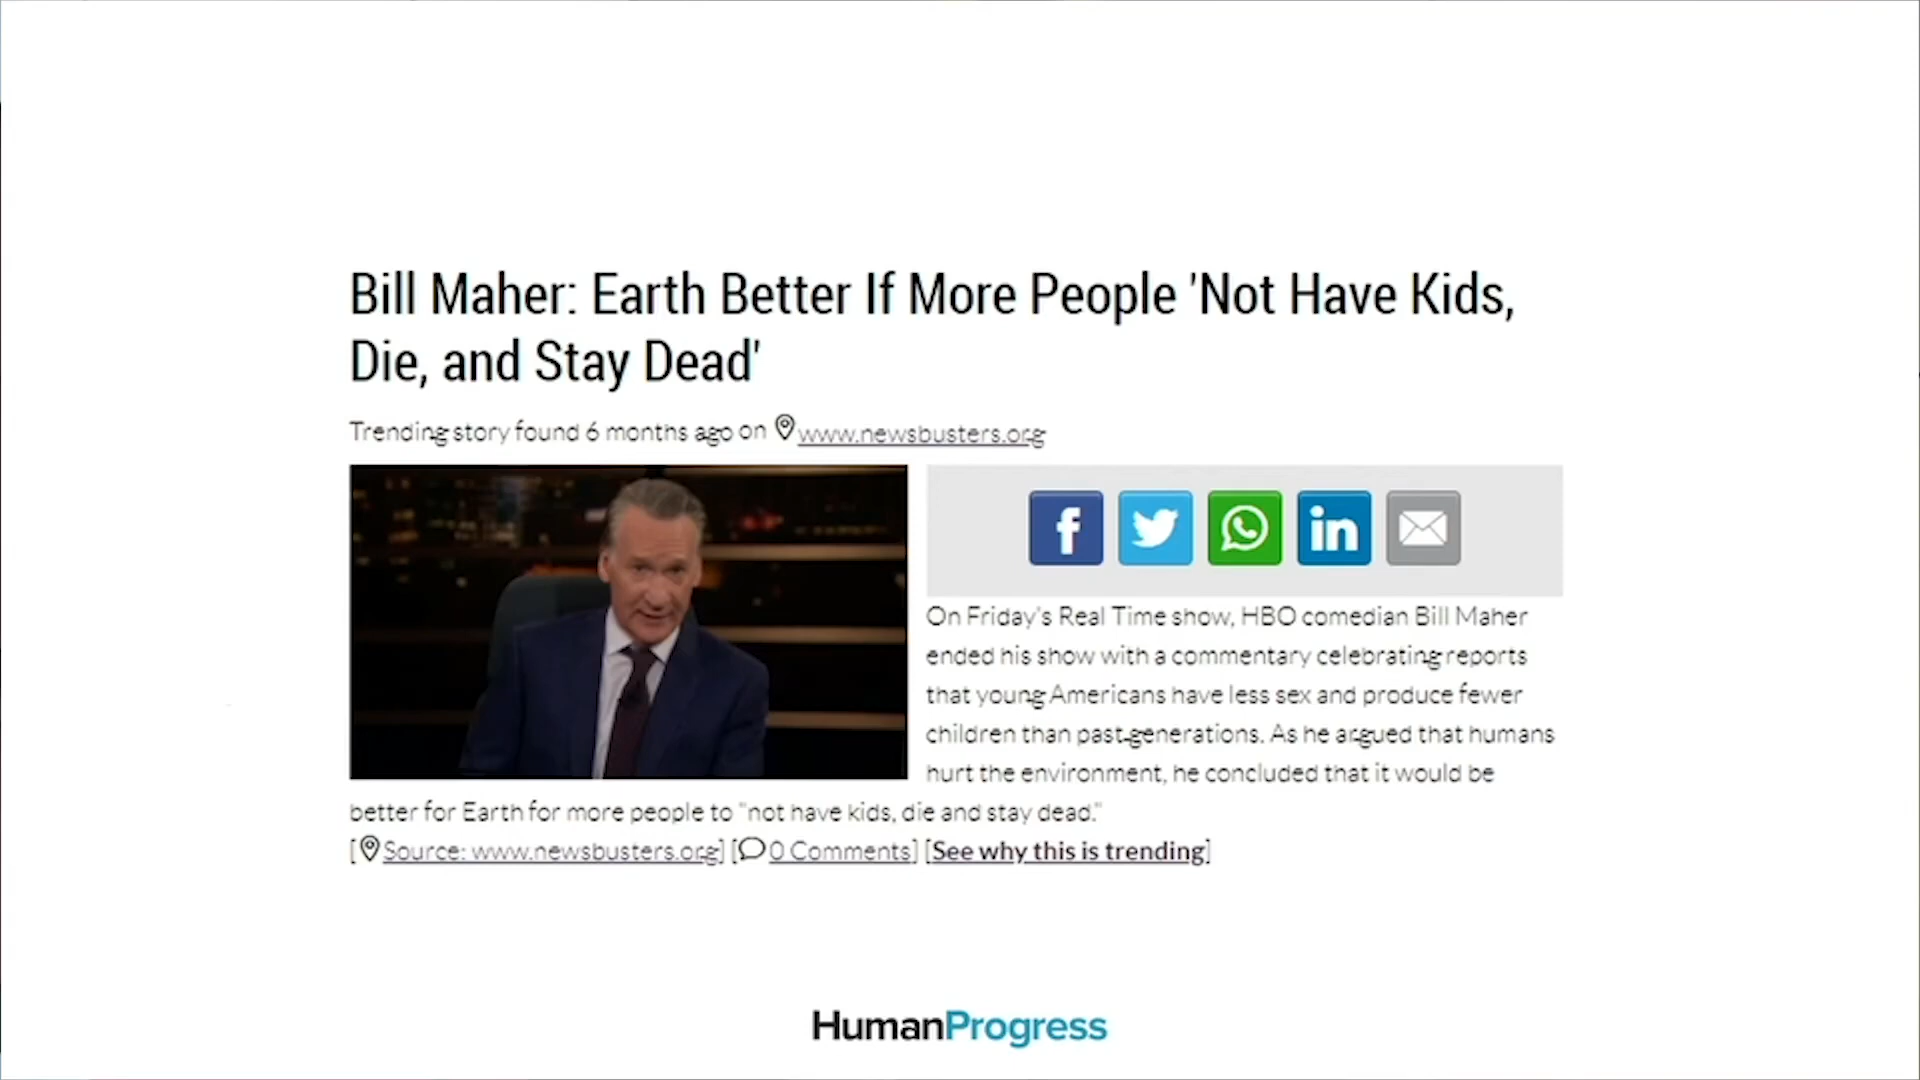 Bill Maher: Earth Better If More People 'Not Have Kids,
Die, and Stay Dead'
Trending story found 6 months ago on www.newsbusters.org
f in
On Friday's Real Time show, HBO comedian Bill Maher
ended his show with a commentary celebrating reports
that young Americans have less sex and produce fewer
children than past generations. As he argued that humans
hurt the environment, he concluded that it would be
better for Earth for more people to "not have kids, die and stay dead."
[Source: www.newsbusters.org] [0 Comments] [See why this is trending]
HumanProgress